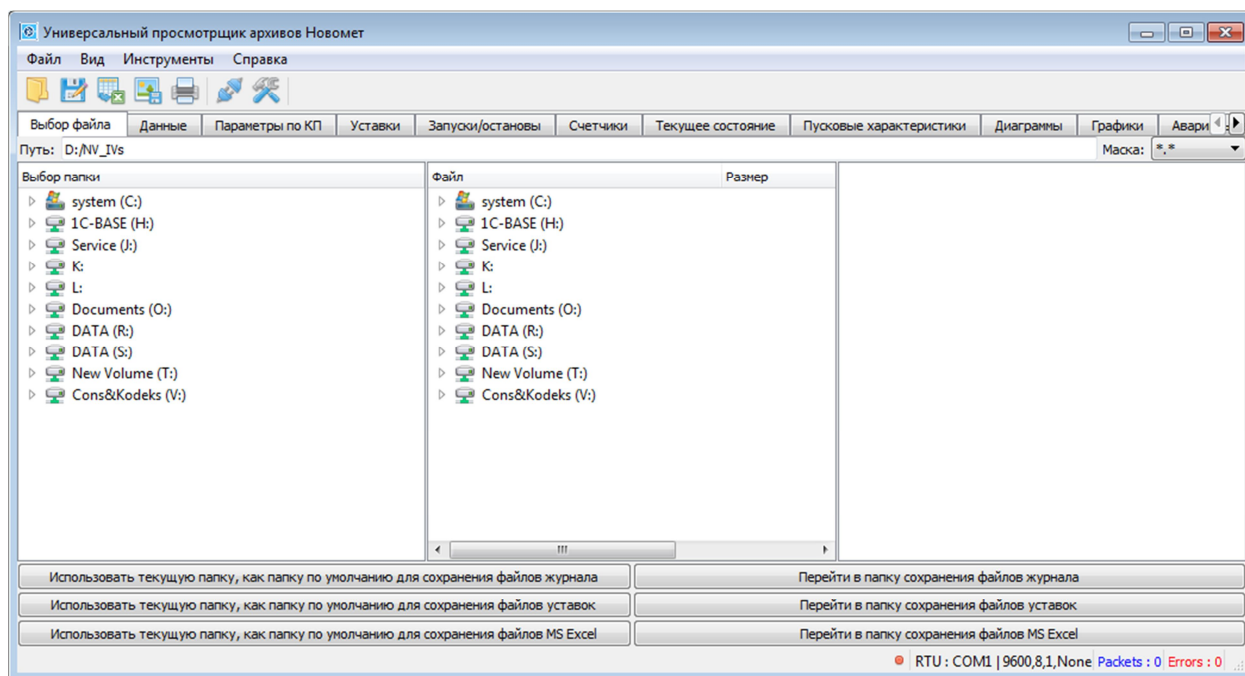 Универсальный просмотрщик архивов Новомет
Файл Вид Инструменты Справка
Выбор файла Данные Параметры по КП Уставки Запуски/остановы Счетчики Текущее состояние Пусковые характеристики Диаграммы Графики Авари
Путь: D:/NV_IVs Маска: *.*
Выбор папки Файл Размер
system (C:) system (C:)
1C-BASE (H:) 1C-BASE (H:)
Service (J:) Service (J:)
K: K:
L: L:
Documents (O:) Documents (O:)
DATA (R:) DATA (R:)
DATA (S:) DATA (S:)
New Volume (T:) New Volume (T:)
Cons&Kodeks (V:) Cons&Kodeks (V:)
Использовать текущую папку, как папку по умолчанию для сохранения файлов журнала Перейти в папку сохранения файлов журнала
Использовать текущую папку, как папку по умолчанию для сохранения файлов уставок Перейти в папку сохранения файлов уставок
Использовать текущую папку, как папку по умолчанию для сохранения файлов MS Excel Перейти в папку сохранения файлов MS Excel
RTU : COM1 | 9600,8,1,None Packets : 0 Errors : 0